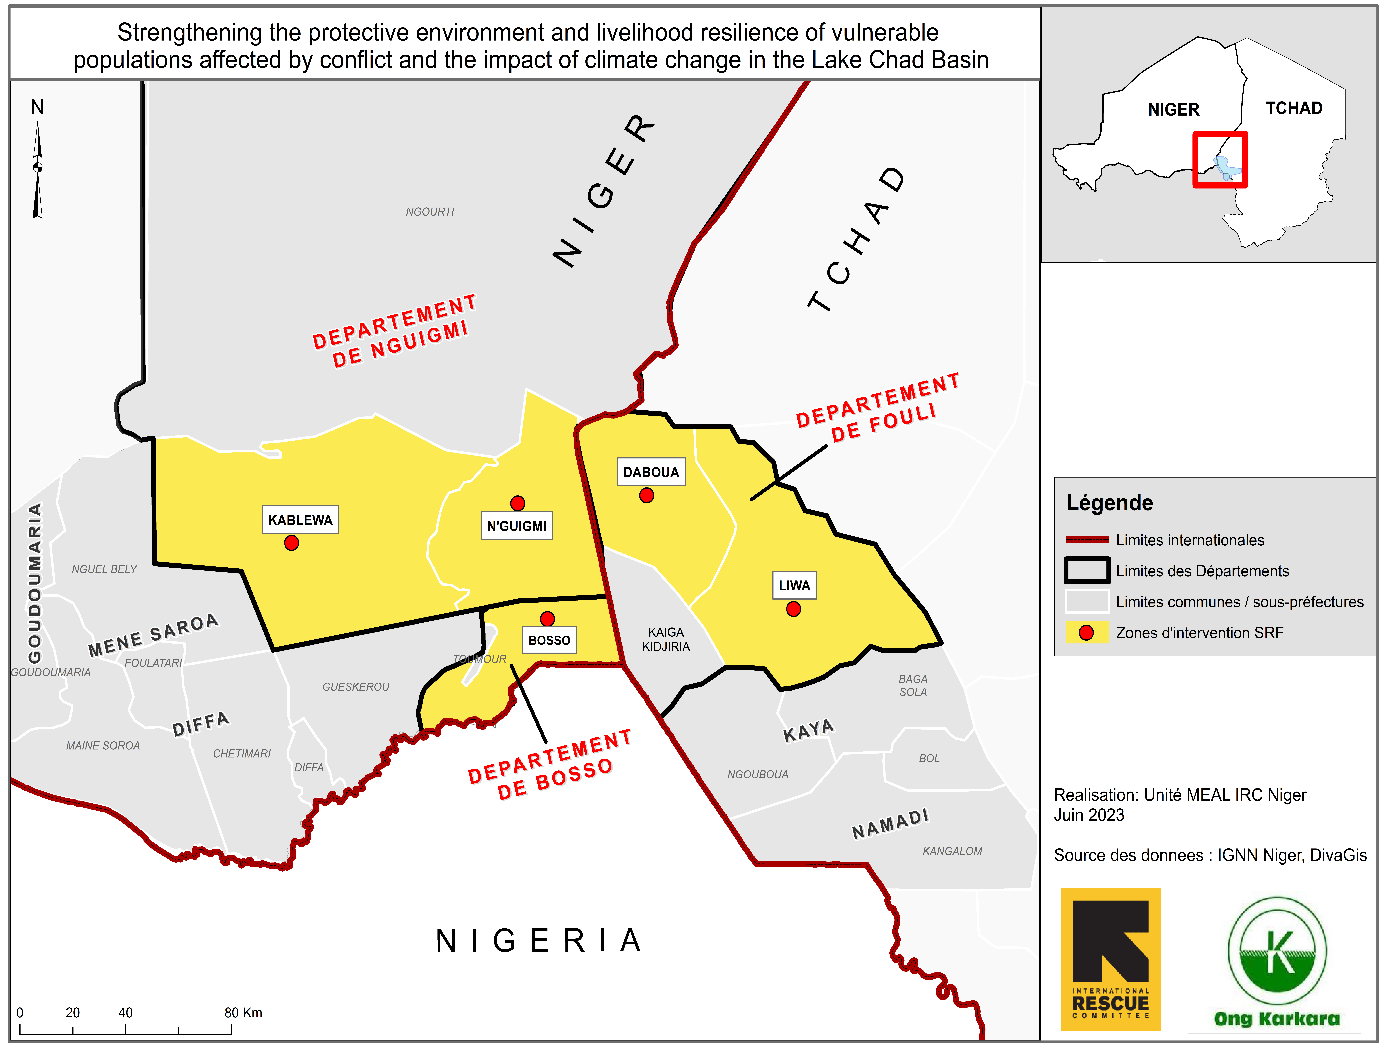 Strengthening the protective environment and livelihood resilience of vulnerable
populations affected by conflict and the impact of climate change in the Lake Chad Basin
N
NIGER
TCHAD
NIGER
TCHAD
NGOURTI
DEPARTEMENT
DE NGUIGMI
DEPARTEMENT
DE FOULI
DABOUA
KABLEWA
N'GUIGMI
LIWA
BOSSO
KAIGA
KIDJIRIA
GOUDOUMARIA
NGUEL BELY
MENE SAROA
FOULATARI
GOUDOUMARIA
TOUMOUR
GUESKEROU
BAGA
SOLA
DIFFA
KAYA
MAINE SOROA
CHETIMARI
DIFFA
DEPARTEMENT
DE BOSSO
NGOUBOUA
BOL
NAMADI
KANGALOM
NIGERIA
0 20 40 80 Km
Légende
Limites internationales
Limites des Départements
Limites communes / sous-préfectures
Zones d'intervention SRF
Realisation: Unité MEAL IRC Niger
Juin 2023
Source des donnees : IGNN Niger, DivaGis
INTERNATIONAL
RESCUE
COMMITTEE
K
Ong Karkara